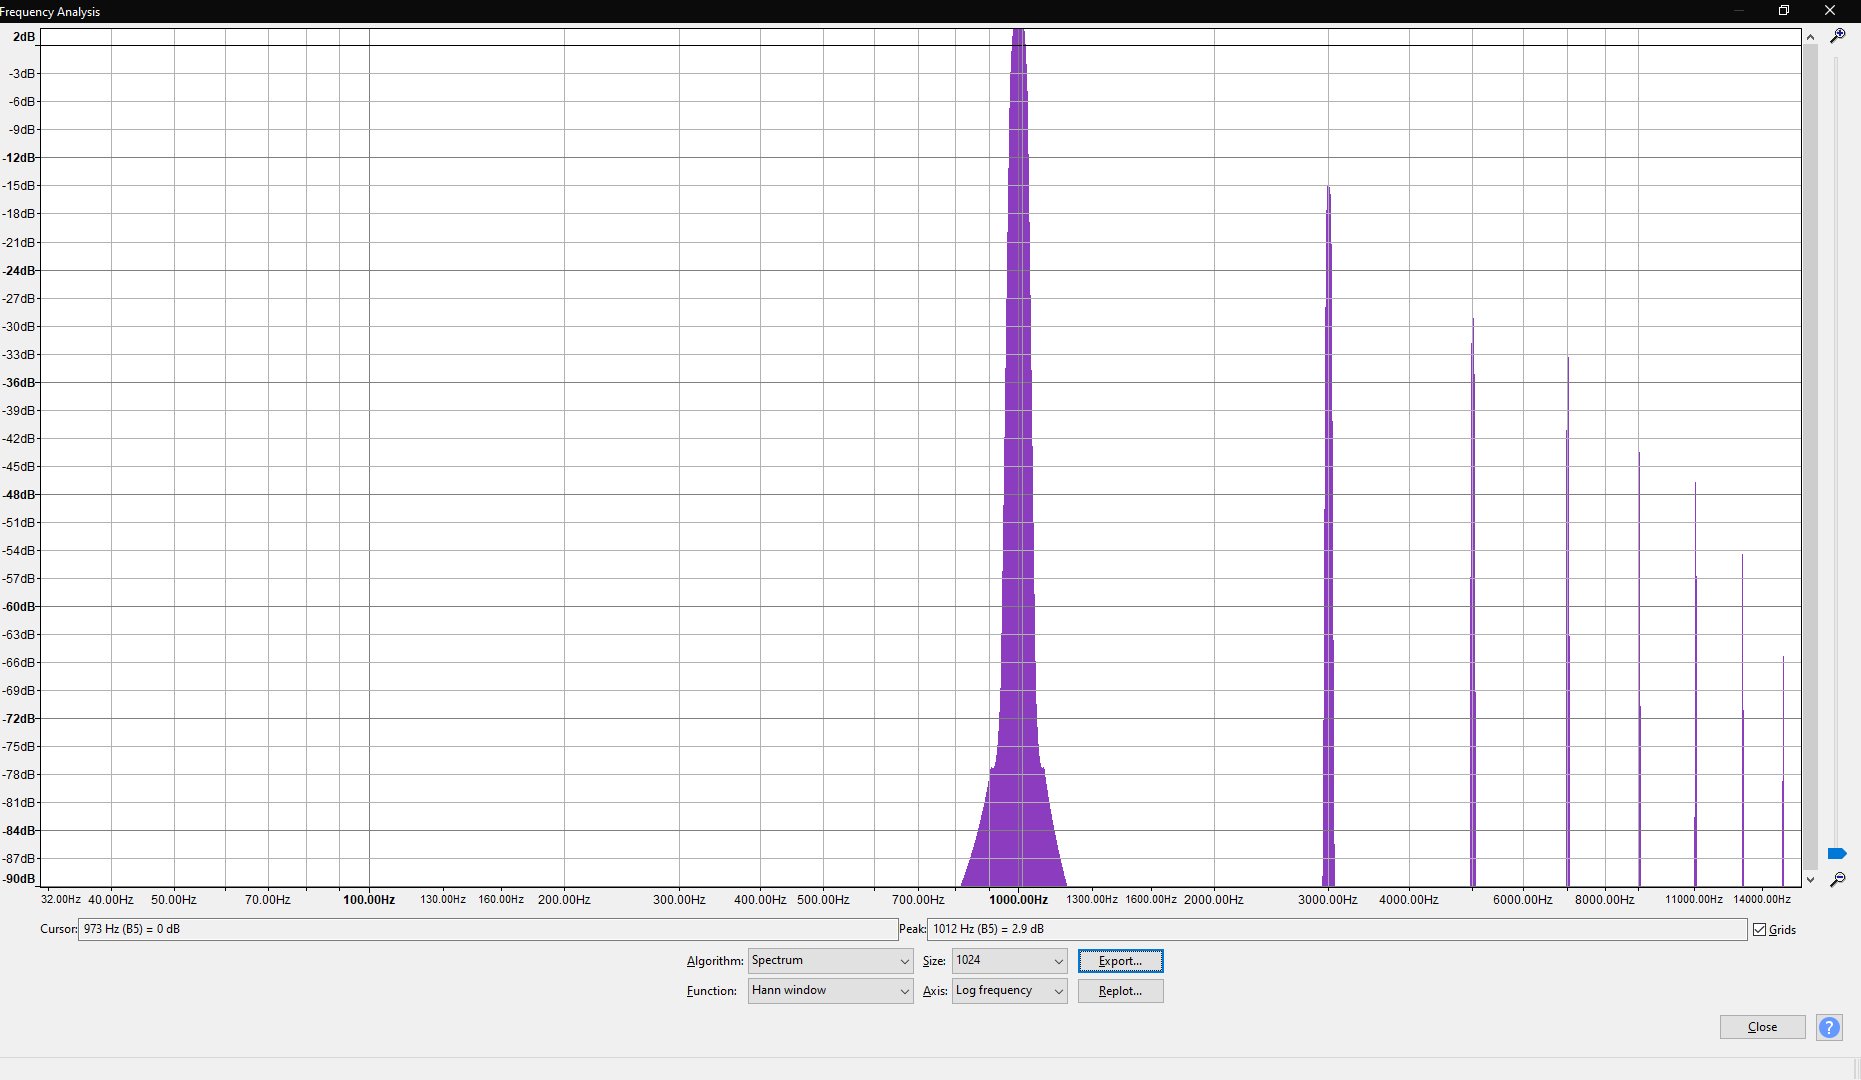 Frequency Analysis
2dB
-3dB
-6dB
-9dB
-12dB
-15dB
-18dB
-21dB
-24dB
-27dB
-30dB
-33dB
-36dB
-39dB
-42dB
-45dB
-48dB
-51dB
-54dB
-57dB
-60dB
-63dB
-66dB
-69dB
-72dB
-75dB
-78dB
-81dB
-84dB
-87dB
-90dB
32.00Hz 40.00Hz 50.00Hz 70.00Hz 100.00Hz 130.00Hz 160.00Hz 200.00Hz 300.00Hz 400.00Hz 500.00Hz 700.00Hz 1000.00Hz 1300.00Hz 1600.00Hz 2000.00Hz 3000.00Hz 4000.00Hz 6000.00Hz 8000.00Hz 11000.00Hz 14000.00Hz
Cursor: 973 Hz (B5) = 0 dB Peak: 1012 Hz (B5) = 2.9 dB Grids
Algorithm: Spectrum Size: 1024 Export...
Function: Hann window Axis: Log frequency Replot...
Close ?